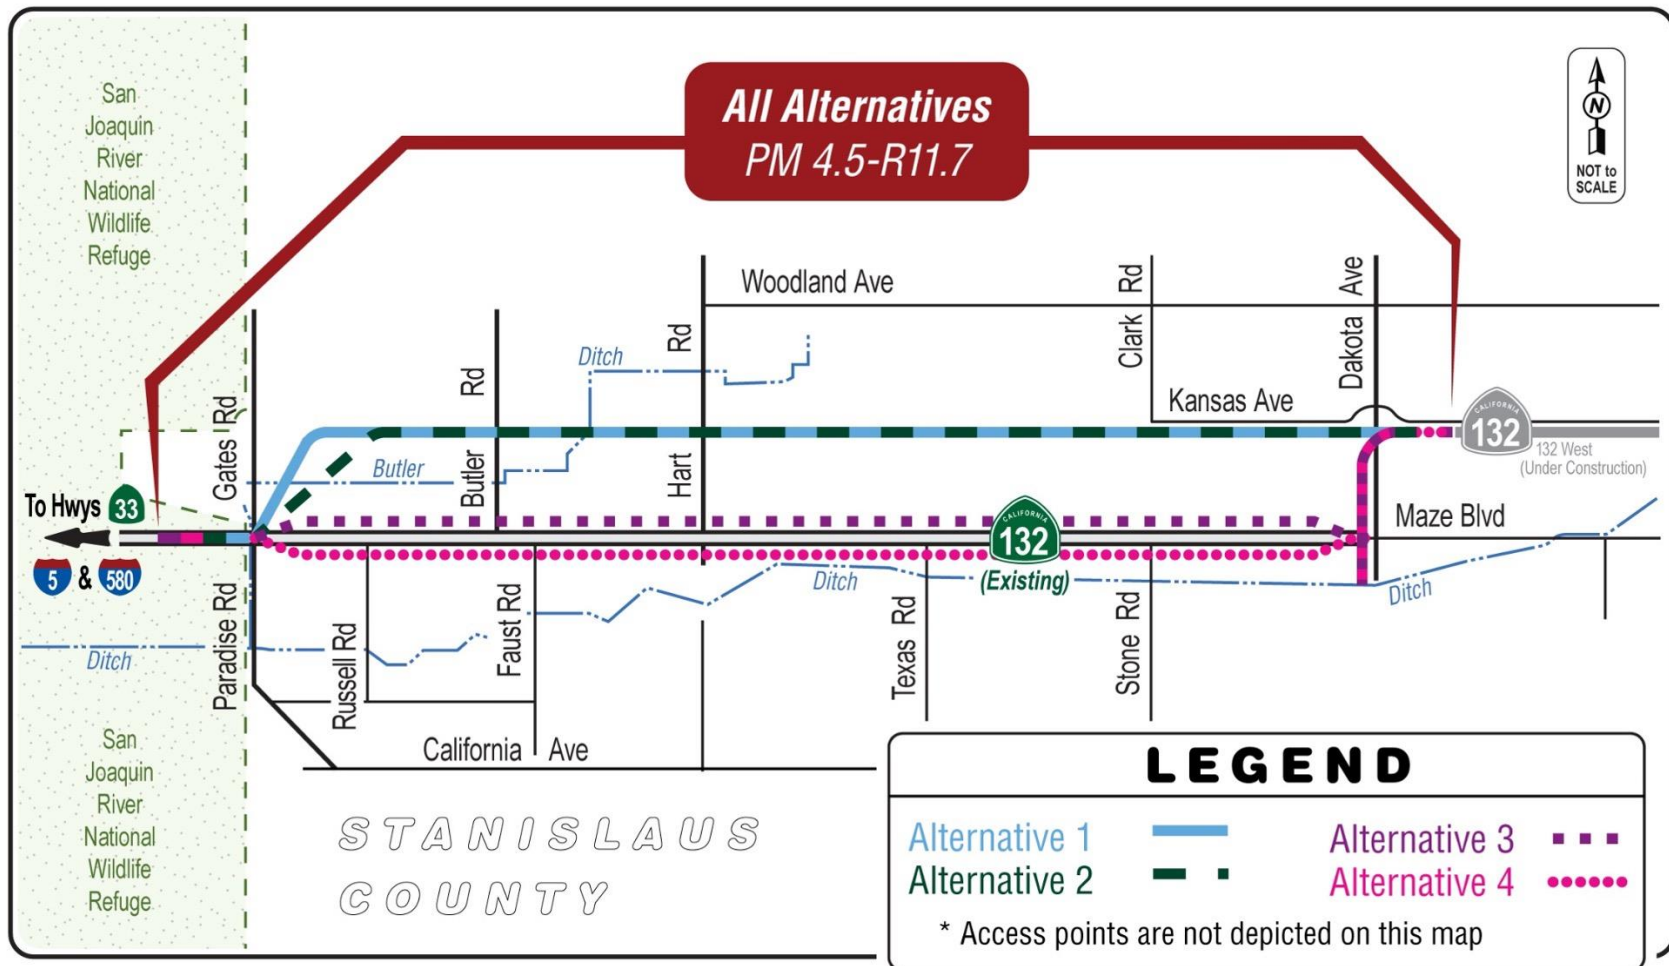 San
Joaquin
River
National
Wildlife
Refuge
All Alternatives
PM 4.5-R11.7
N
NOT to
SCALE
Woodland Ave
Clark Rd
Dakota Ave
Hart Rd
Butler Rd
Gates Rd
Ditch
Kansas Ave
Butler
CALIFORNIA
132
132 West
(Under Construction)
To Hwys 33
5 & 580
Maze Blvd
CALIFORNIA
132
(Existing)
Ditch
Ditch
Ditch
Paradise Rd
Russell Rd
Faust Rd
Texas Rd
Stone Rd
California Ave
San
Joaquin
River
National
Wildlife
Refuge
STANISLAUS
COUNTY
LEGEND
Alternative 1
Alternative 2
Alternative 3
Alternative 4
* Access points are not depicted on this map